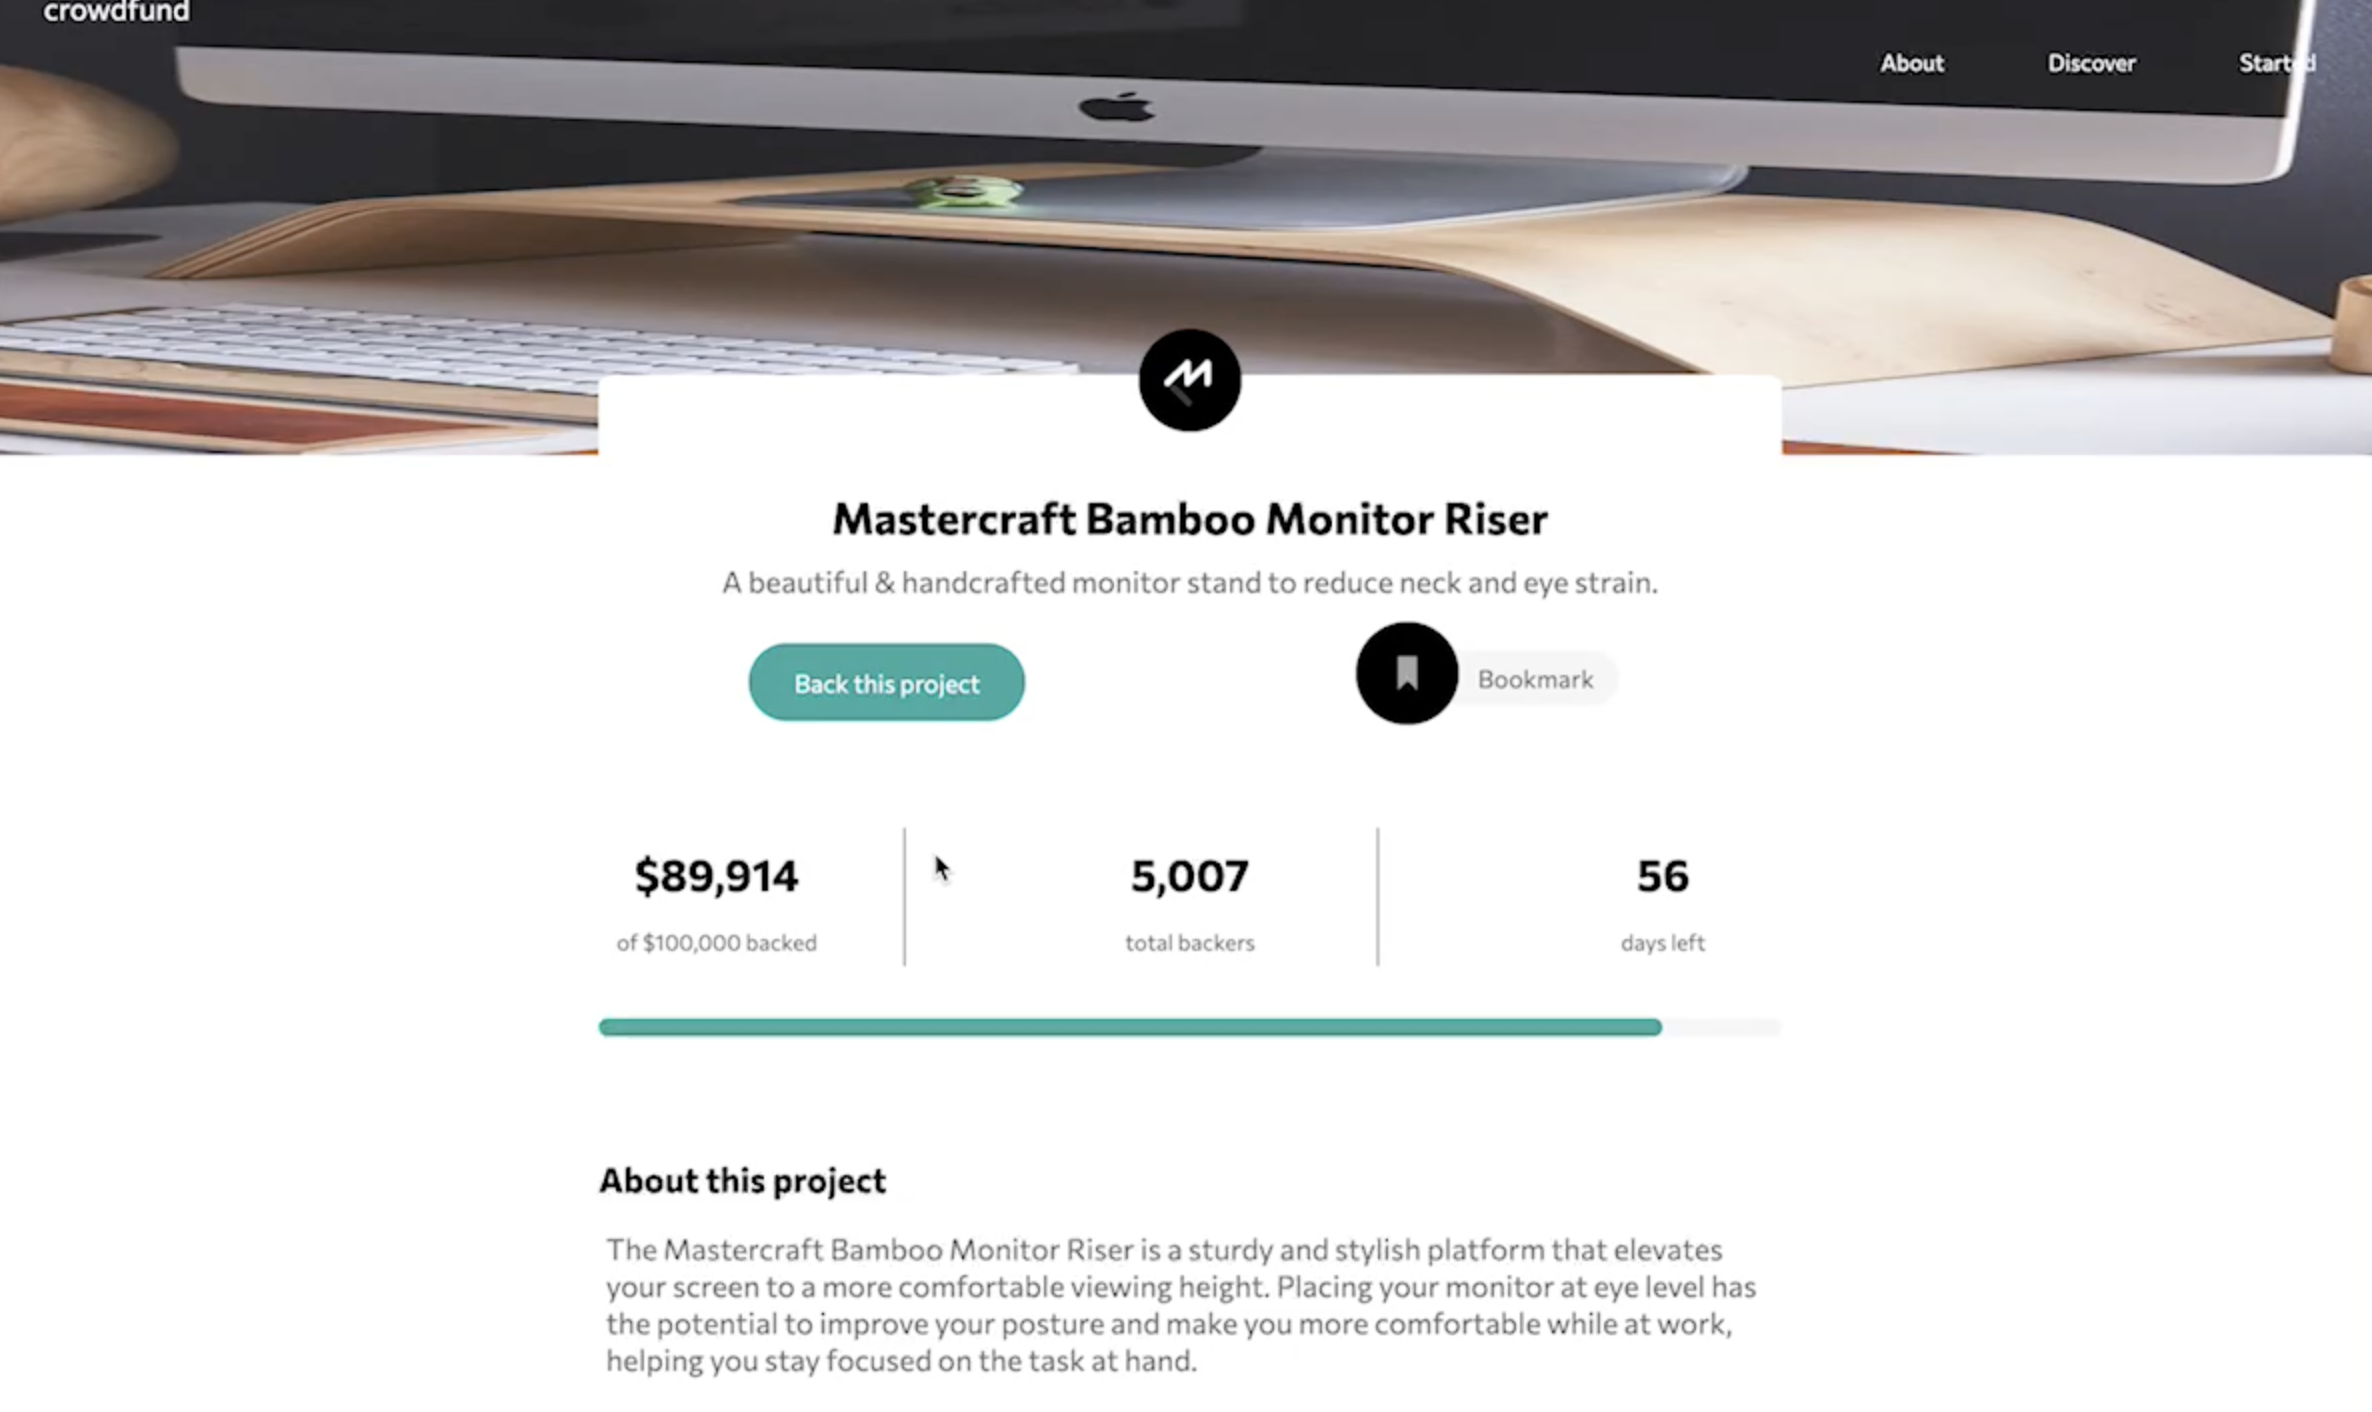 crowdfund
About Discover Started
Mastercraft Bamboo Monitor Riser
A beautiful & handcrafted monitor stand to reduce neck and eye strain.
Back this project
Bookmark
$89,914 5,007 56
of $100,000 backed total backers days left
About this project
The Mastercraft Bamboo Monitor Riser is a sturdy and stylish platform that elevates
your screen to a more comfortable viewing height. Placing your monitor at eye level has
the potential to improve your posture and make you more comfortable while at work,
helping you stay focused on the task at hand.